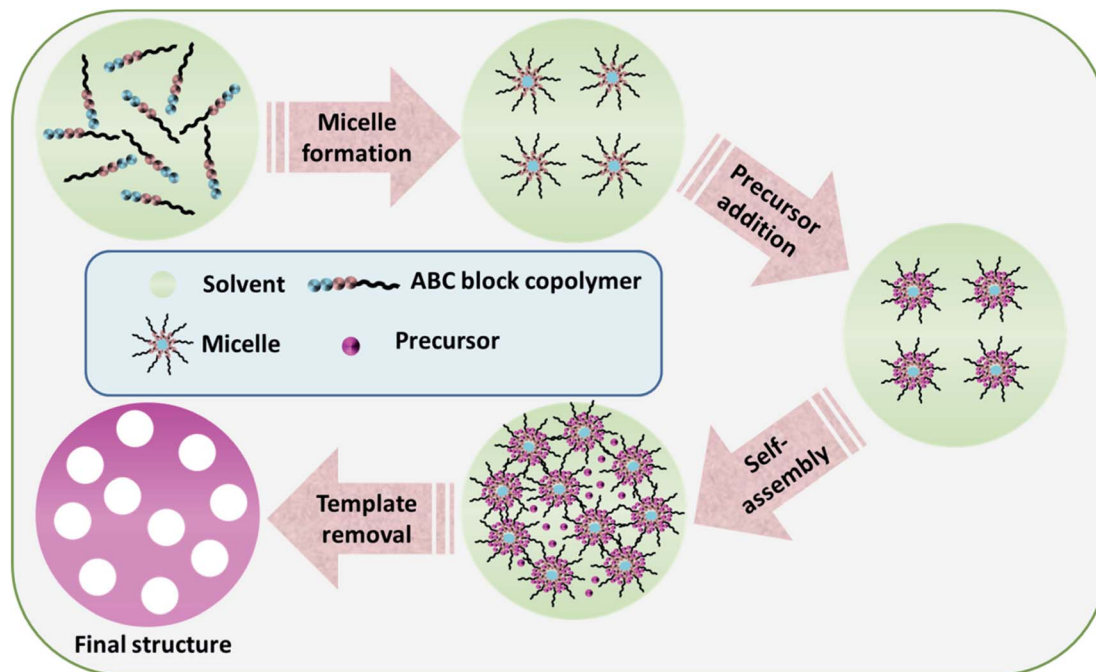 Micelle
formation
Precursor
addition
Solvent
ABC block copolymer
Micelle
Precursor
Self-
assembly
Template
removal
Final structure